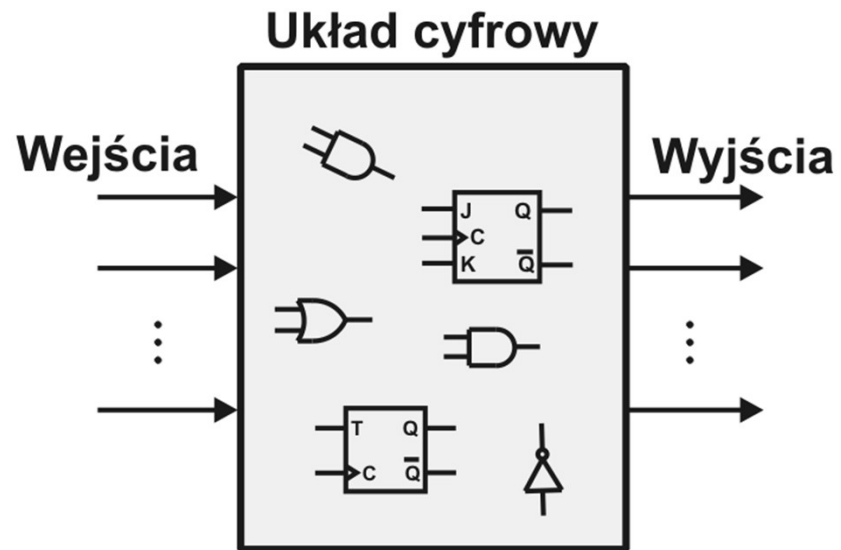 Układ cyfrowy
Wejścia
Wyjścia
J Q
C
K Q̅
T Q
C Q̅